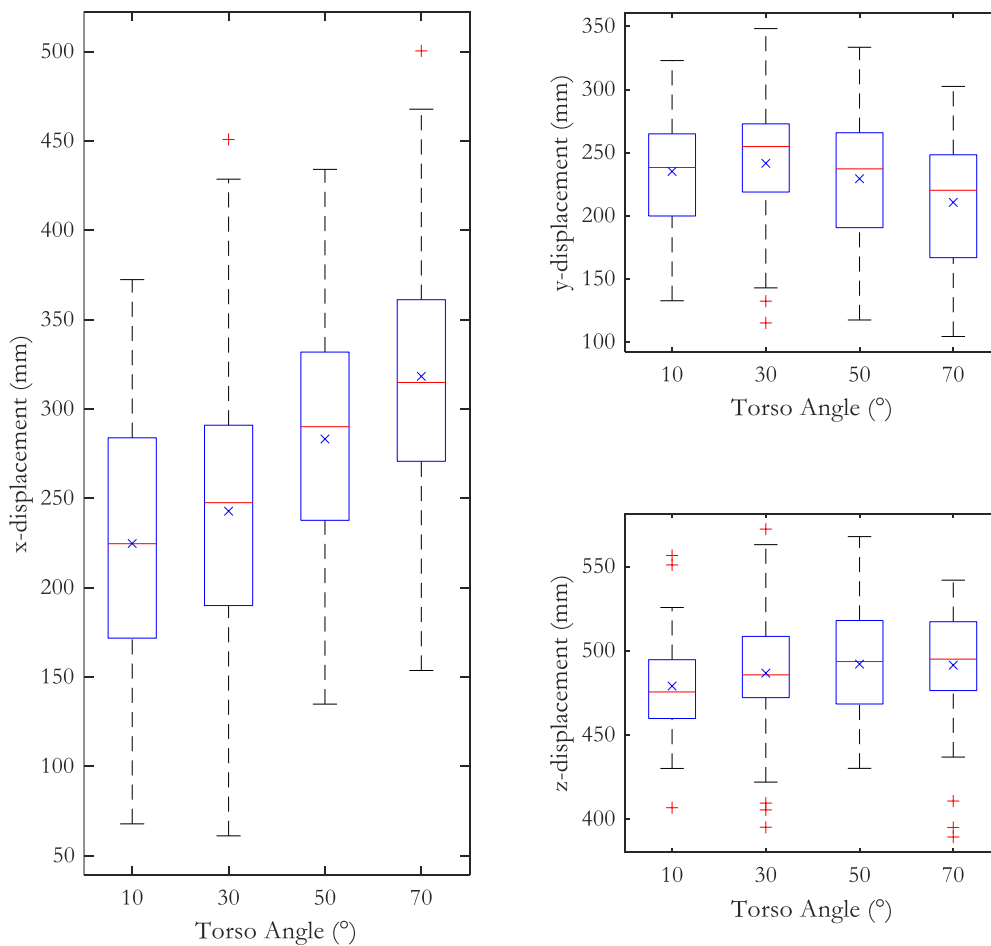 x-displacement (mm)
500
450
400
350
300
250
200
150
100
50
10 30 50 70
Torso Angle (°)
y-displacement (mm)
350
300
250
200
150
100
10 30 50 70
Torso Angle (°)
z-displacement (mm)
550
500
450
400
10 30 50 70
Torso Angle (°)